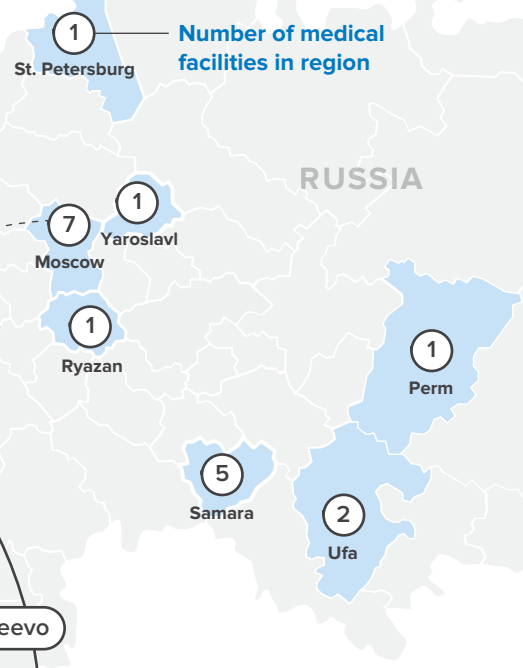 1
Number of medical
facilities in region
St. Petersburg
RUSSIA
1
7
Yaroslavl
Moscow
1
Ryazan
1
Perm
5
Samara
2
Ufa
eevo